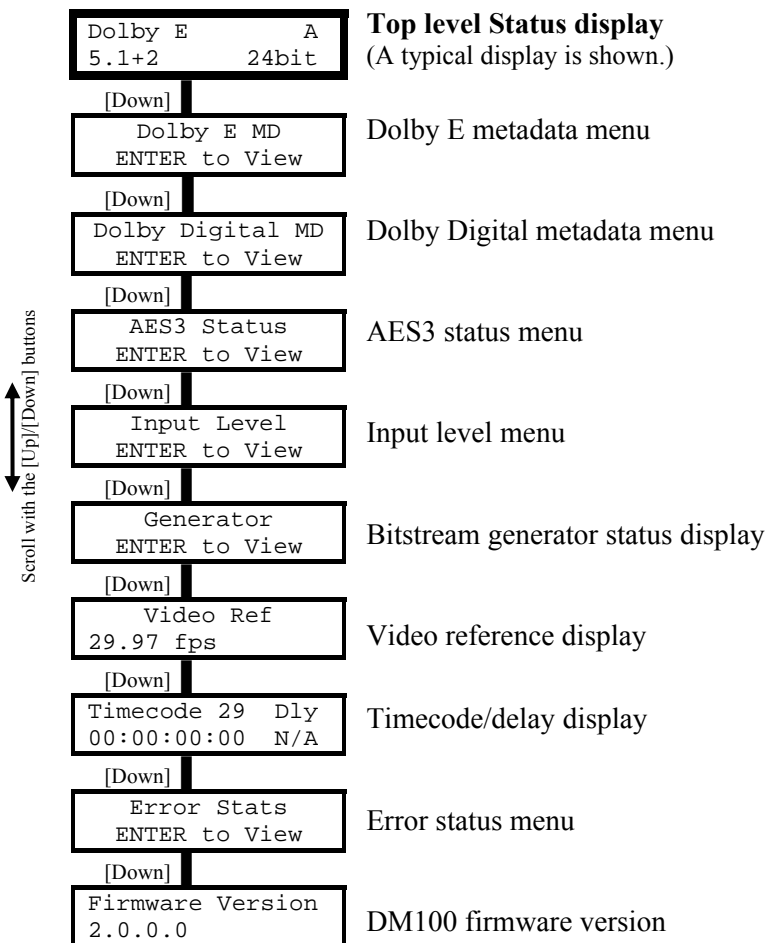 Dolby E A
5.1+2 24bit
Top level Status display
(A typical display is shown.)
[Down]
Dolby E MD
ENTER to View
Dolby E metadata menu
[Down]
Dolby Digital MD
ENTER to View
Dolby Digital metadata menu
[Down]
AES3 Status
ENTER to View
AES3 status menu
[Down]
Input Level
ENTER to View
Input level menu
[Down]
Generator
ENTER to View
Bitstream generator status display
[Down]
Video Ref
29.97 fps
Video reference display
[Down]
Timecode 29 Dly
00:00:00:00 N/A
Timecode/delay display
[Down]
Error Stats
ENTER to View
Error status menu
[Down]
Firmware Version
2.0.0.0
DM100 firmware version
Scroll with the [Up]/[Down] buttons